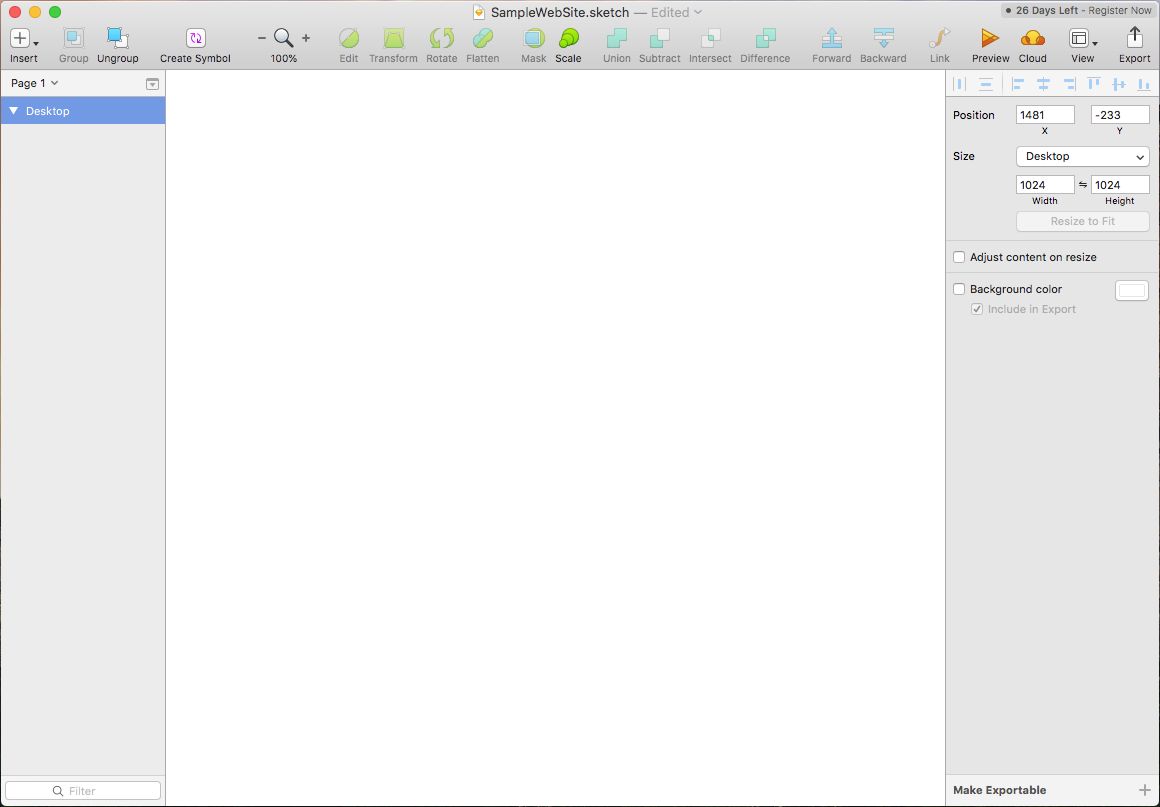 SampleWebSite.sketch — Edited
26 Days Left - Register Now
Insert Group Ungroup Create Symbol 100% Edit Transform Rotate Flatten Mask Scale Union Subtract Intersect Difference Forward Backward Link Preview Cloud View Export
Page 1
Desktop
Filter
Position 1481 -233
X Y
Size Desktop
1024 1024
Width Height
Resize to Fit
Adjust content on resize
Background color
Include in Export
Make Exportable